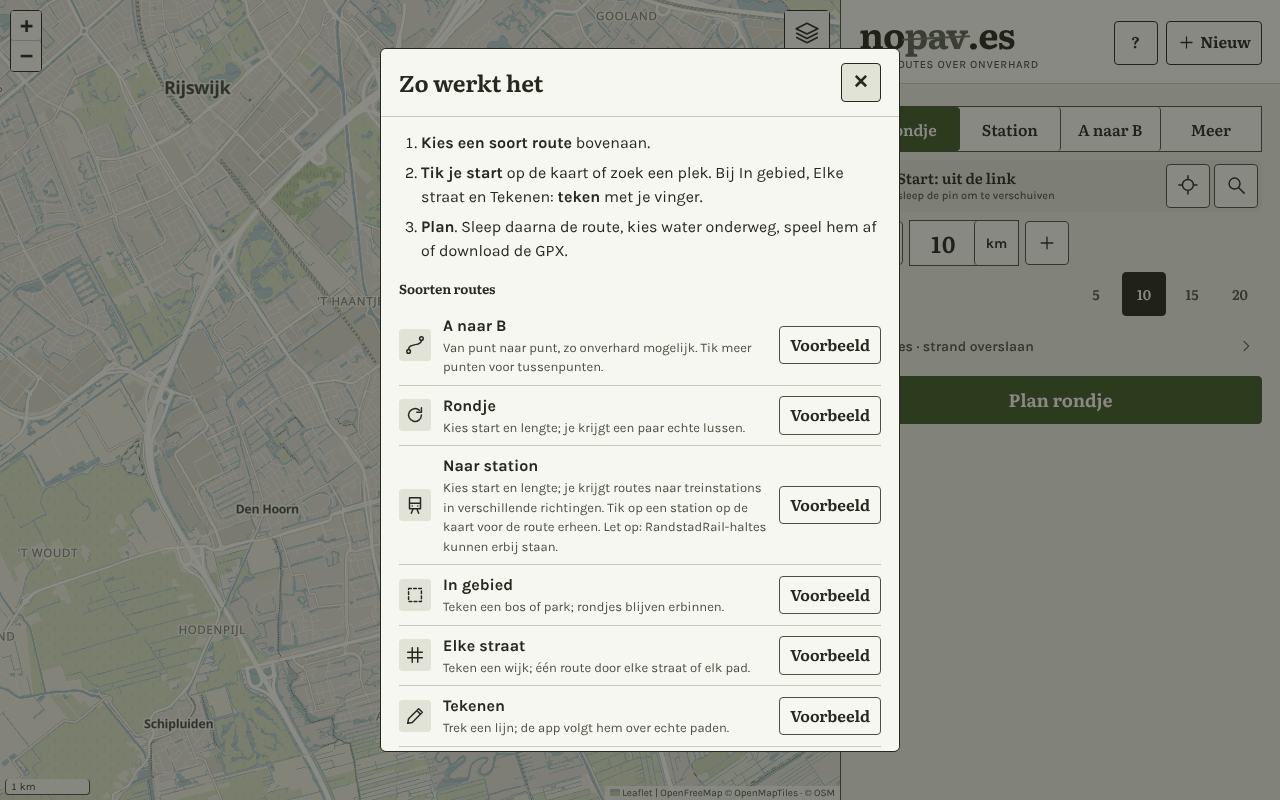 +
−
GOOLAND
Rijswijk
'T HAANTJE
Den Hoorn
'T WOUDT
HODENPIJL
Schipluiden
1 km
Leaflet | OpenFreeMap © OpenMapTiles · © OSM
nopav.es
OUTES OVER ONVERHARD
?
+ Nieuw
ondje
Station
A naar B
Meer
Start: uit de link
sleep de pin om te verschuiven
10
km
+
5
10
15
20
es · strand overslaan
Plan rondje
Zo werkt het
×
1. Kies een soort route bovenaan.
2. Tik je start op de kaart of zoek een plek. Bij In gebied, Elke
straat en Tekenen: teken met je vinger.
3. Plan. Sleep daarna de route, kies water onderweg, speel hem af
of download de GPX.
Soorten routes
A naar B
Van punt naar punt, zo onverhard mogelijk. Tik meer
punten voor tussenpunten.
Voorbeeld
Rondje
Kies start en lengte; je krijgt een paar echte lussen.
Voorbeeld
Naar station
Kies start en lengte; je krijgt routes naar treinstations
in verschillende richtingen. Tik op een station op de
kaart voor de route erheen. Let op: RandstadRail-haltes
kunnen erbij staan.
Voorbeeld
In gebied
Teken een bos of park; rondjes blijven erbinnen.
Voorbeeld
Elke straat
Teken een wijk; één route door elke straat of elk pad.
Voorbeeld
Tekenen
Trek een lijn; de app volgt hem over echte paden.
Voorbeeld